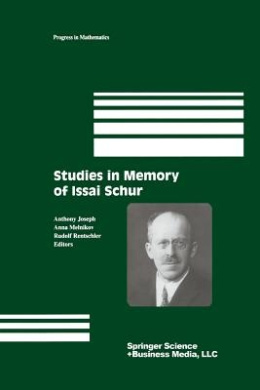 Progress in Mathematics
Studies in Memory
of Issai Schur
Anthony Joseph
Anna Melnikov
Rudolf Rentschler
Editors
Springer Science
+Business Media, LLC